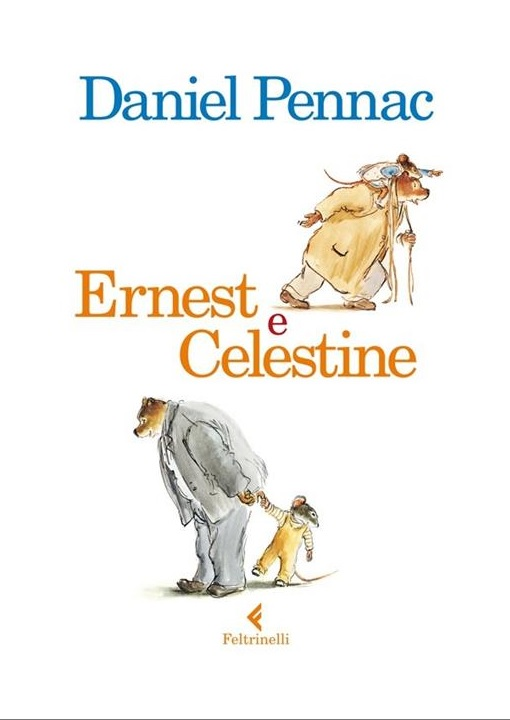 Daniel Pennac
Ernest
e
Celestine
Feltrinelli